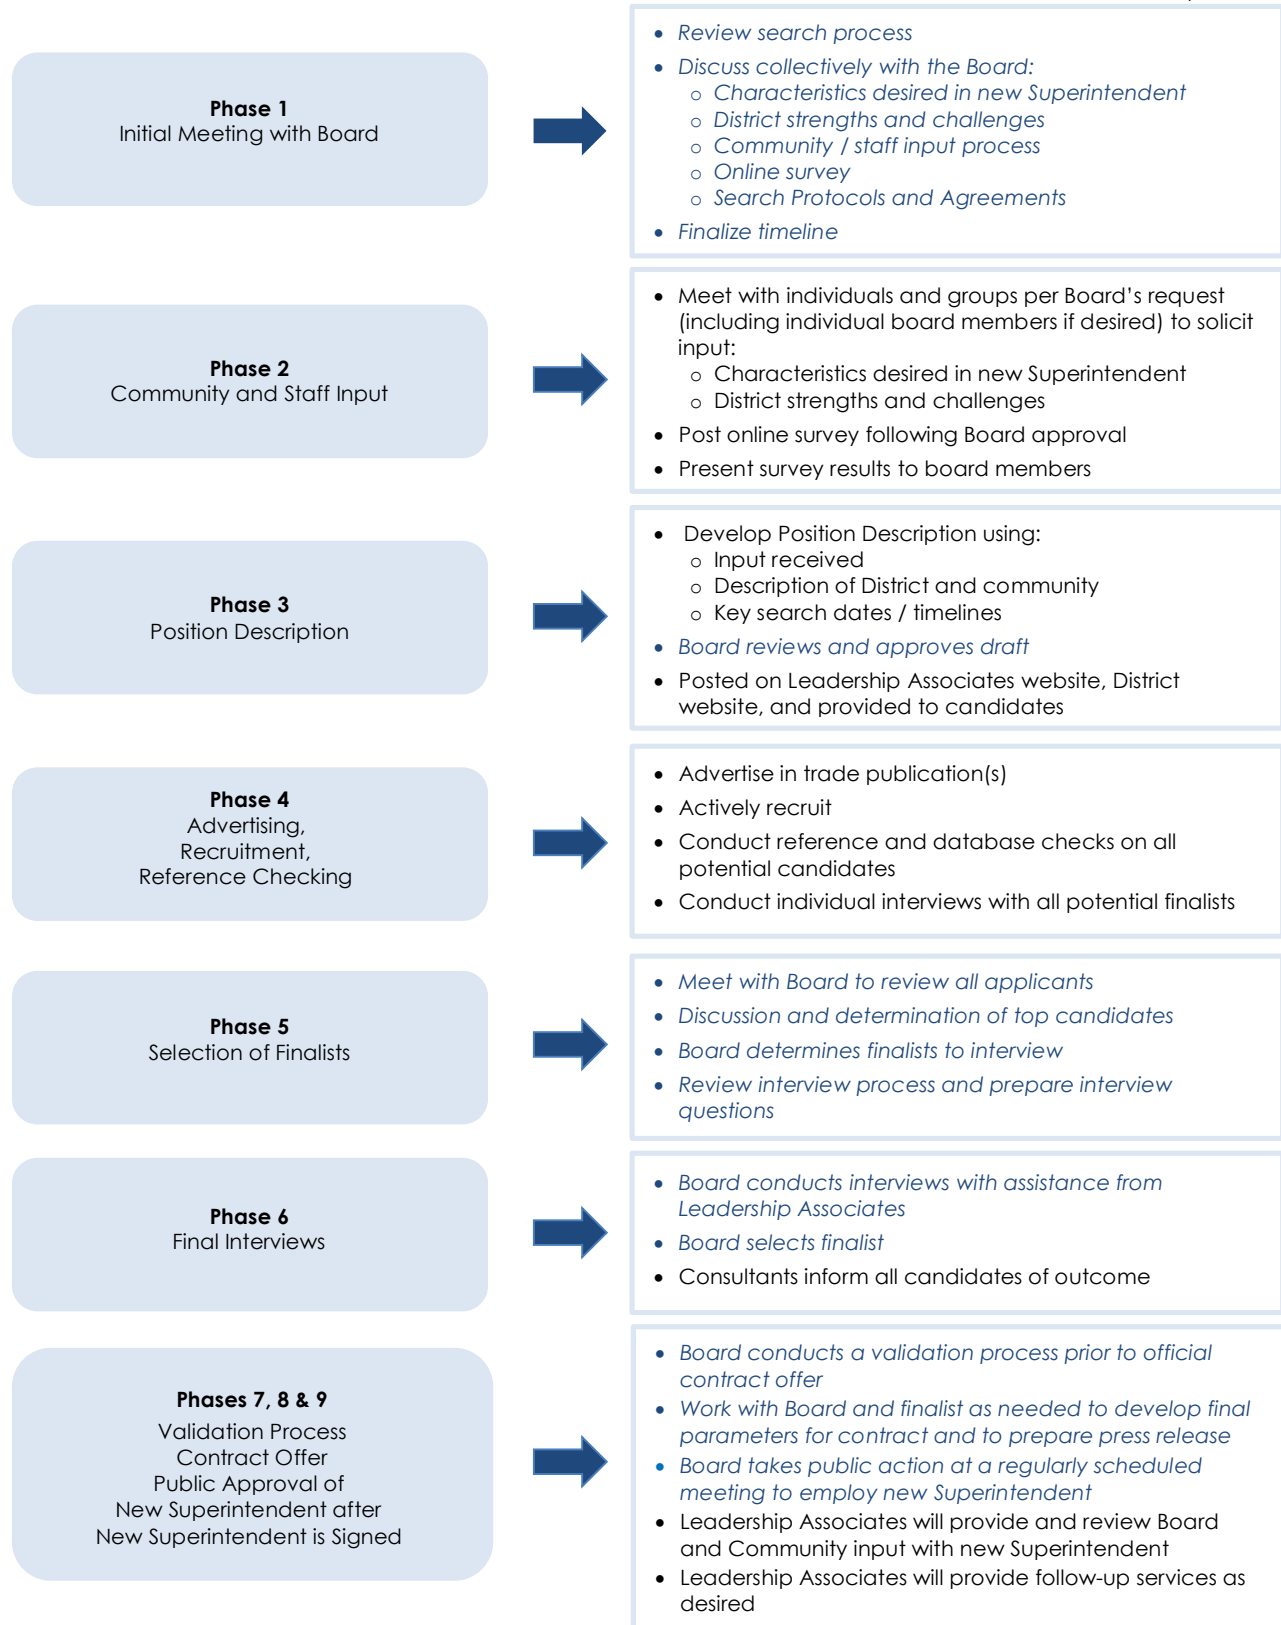 Phase 1
Initial Meeting with Board
• Review search process
• Discuss collectively with the Board:
o Characteristics desired in new Superintendent
o District strengths and challenges
o Community / staff input process
o Online survey
o Search Protocols and Agreements
• Finalize timeline
Phase 2
Community and Staff Input
• Meet with individuals and groups per Board’s request
(including individual board members if desired) to solicit
input:
o Characteristics desired in new Superintendent
o District strengths and challenges
• Post online survey following Board approval
• Present survey results to board members
Phase 3
Position Description
• Develop Position Description using:
o Input received
o Description of District and community
o Key search dates / timelines
• Board reviews and approves draft
• Posted on Leadership Associates website, District
website, and provided to candidates
Phase 4
Advertising,
Recruitment,
Reference Checking
• Advertise in trade publication(s)
• Actively recruit
• Conduct reference and database checks on all
potential candidates
• Conduct individual interviews with all potential finalists
Phase 5
Selection of Finalists
• Meet with Board to review all applicants
• Discussion and determination of top candidates
• Board determines finalists to interview
• Review interview process and prepare interview
questions
Phase 6
Final Interviews
• Board conducts interviews with assistance from
Leadership Associates
• Board selects finalist
• Consultants inform all candidates of outcome
Phases 7, 8 & 9
Validation Process
Contract Offer
Public Approval of
New Superintendent after
New Superintendent is Signed
• Board conducts a validation process prior to official
contract offer
• Work with Board and finalist as needed to develop final
parameters for contract and to prepare press release
• Board takes public action at a regularly scheduled
meeting to employ new Superintendent
• Leadership Associates will provide and review Board
and Community input with new Superintendent
• Leadership Associates will provide follow-up services as
desired